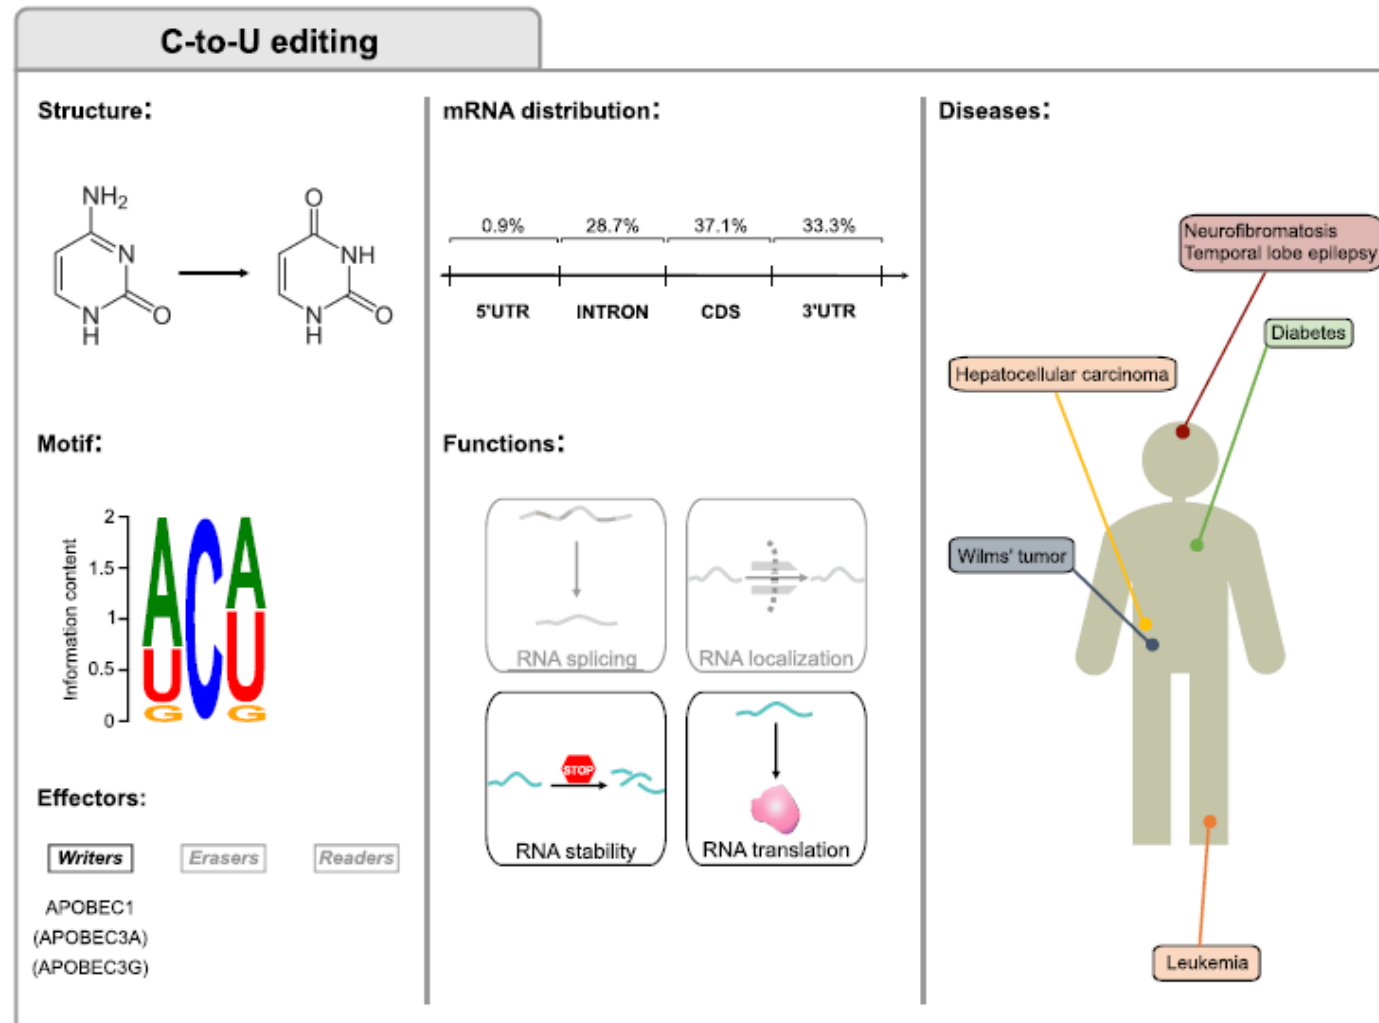 C-to-U editing
Structure:
NH2
N
N
H
O
O
NH
N
H
O
Motif:
Information content
2
1.5
1
0.5
0
A C A
U U
G G
Effectors:
Writers Erasers Readers
APOBEC1
(APOBEC3A)
(APOBEC3G)
mRNA distribution:
0.9% 28.7% 37.1% 33.3%
5'UTR INTRON CDS 3'UTR
Functions:
RNA splicing
RNA localization
STOP
RNA stability
RNA translation
Diseases:
Neurofibromatosis
Temporal lobe epilepsy
Diabetes
Hepatocellular carcinoma
Wilms' tumor
Leukemia